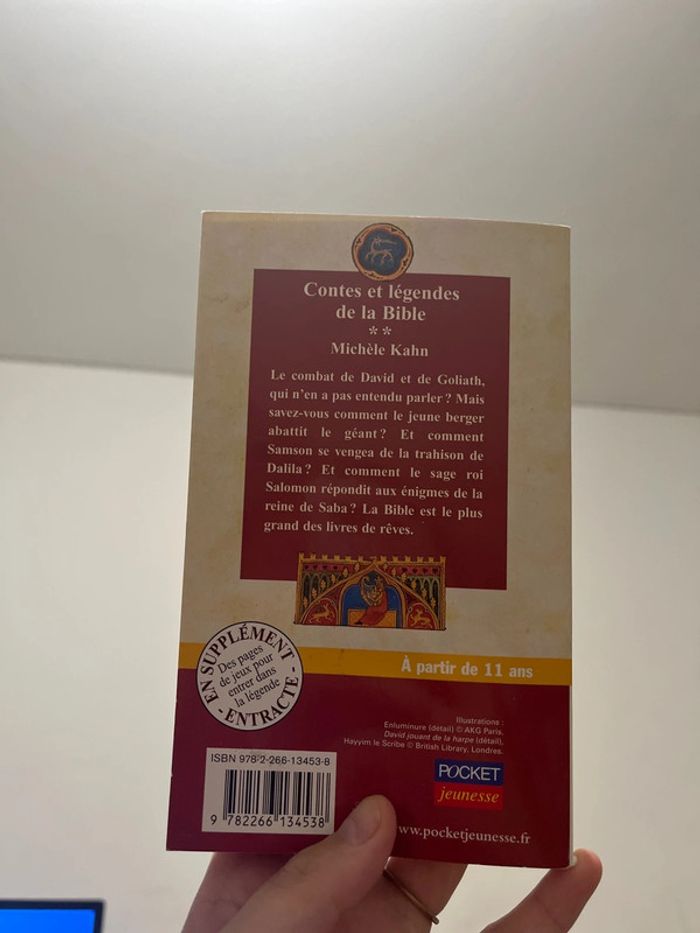 Contes et légendes
de la Bible
* *
Michèle Kahn
Le combat de David et de Goliath,
qui n'en a pas entendu parler ? Mais
savez-vous comment le jeune berger
abattit le géant ? Et comment
Samson se vengea de la trahison de
Dalila ? Et comment le sage roi
Salomon répondit aux énigmes de la
reine de Saba ? La Bible est le plus
grand des livres de rêves.
À partir de 11 ans
EN SUPPLÉMENT
Des pages
de jeux pour
entrer dans
la légende
- ENTRACTE -
Illustrations :
Enluminure (détail) © AKG Paris.
David jouant de la harpe (détail),
Hayyim le Scribe © British Library, Londres.
ISBN 978-2-266-13453-8
9 782266 134538
POCKET
jeunesse
www.pocketjeunesse.fr